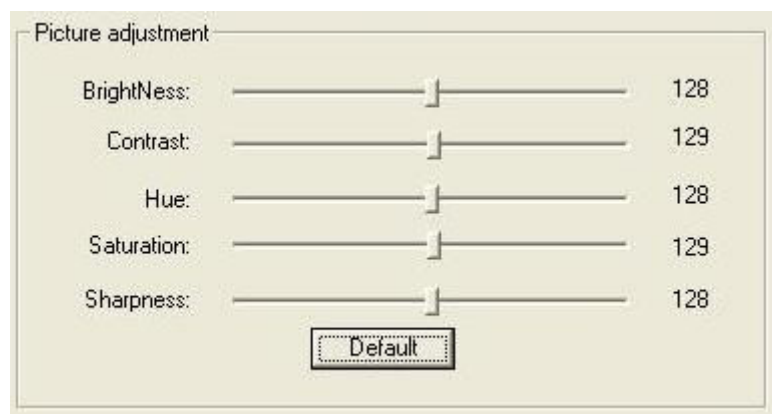 Picture adjustment
BrightNess: 128
Contrast: 129
Hue: 128
Saturation: 129
Sharpness: 128
Default